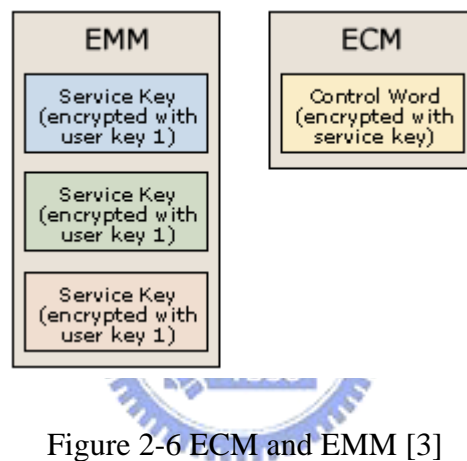 EMM
Service Key
(encrypted with
user key 1)
Service Key
(encrypted with
user key 1)
Service Key
(encrypted with
user key 1)
ECM
Control Word
(encrypted with
service key)
Figure 2-6 ECM and EMM [3]